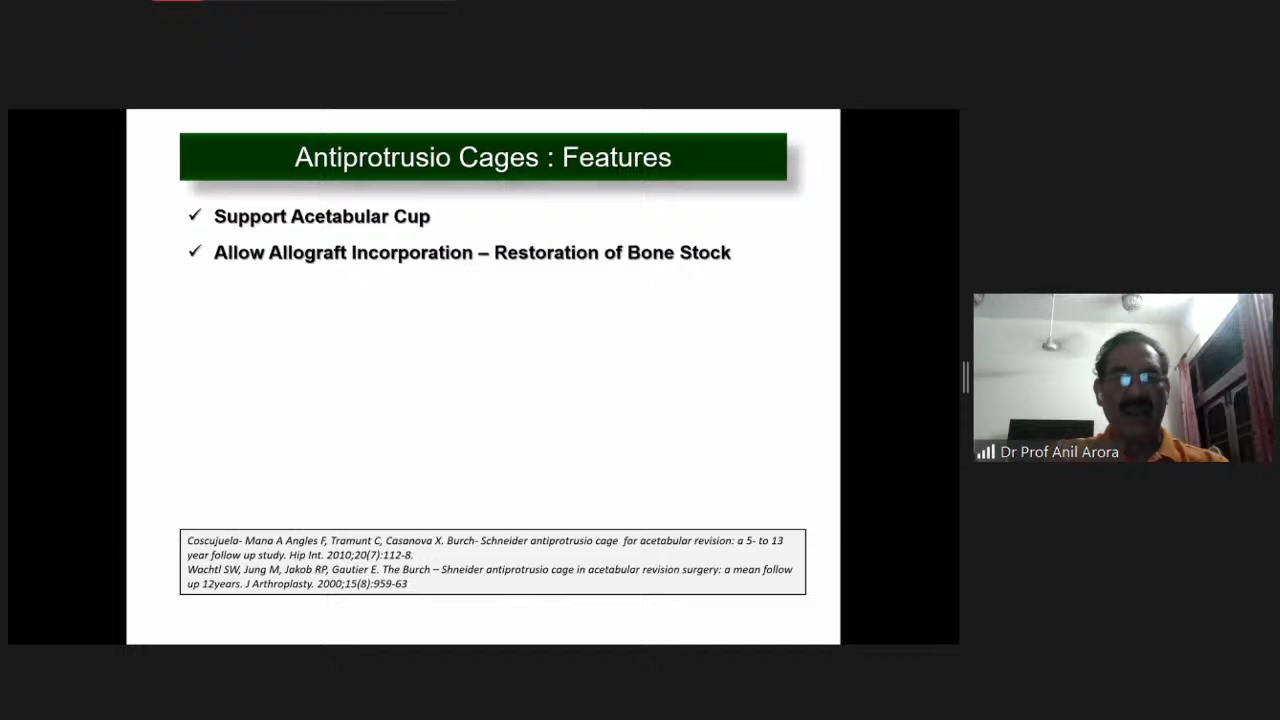 Antiprotrusio Cages : Features
✓ Support Acetabular Cup
✓ Allow Allograft Incorporation – Restoration of Bone Stock
Coscujuela- Mana A Angles F, Tramunt C, Casanova X. Burch- Schneider antiprotrusio cage for acetabular revision: a 5- to 13
year follow up study. Hip Int. 2010;20(7):112-8.
Wachtl SW, Jung M, Jakob RP, Gautier E. The Burch – Shneider antiprotrusio cage in acetabular revision surgery: a mean follow
up 12years. J Arthroplasty. 2000;15(8):959-63
Dr Prof Anil Arora